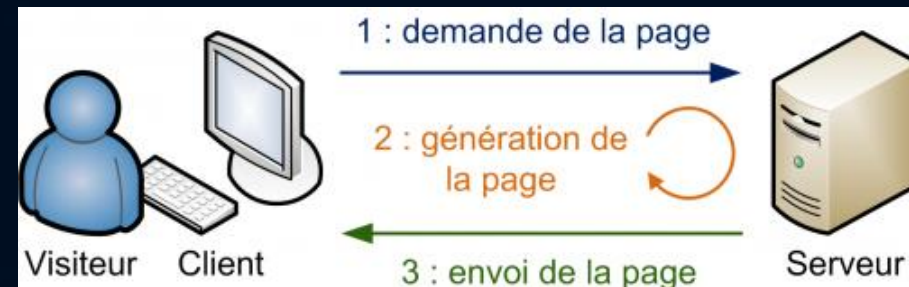 1 : demande de la page
2 : génération de
la page
3 : envoi de la page
Visiteur
Client
Serveur